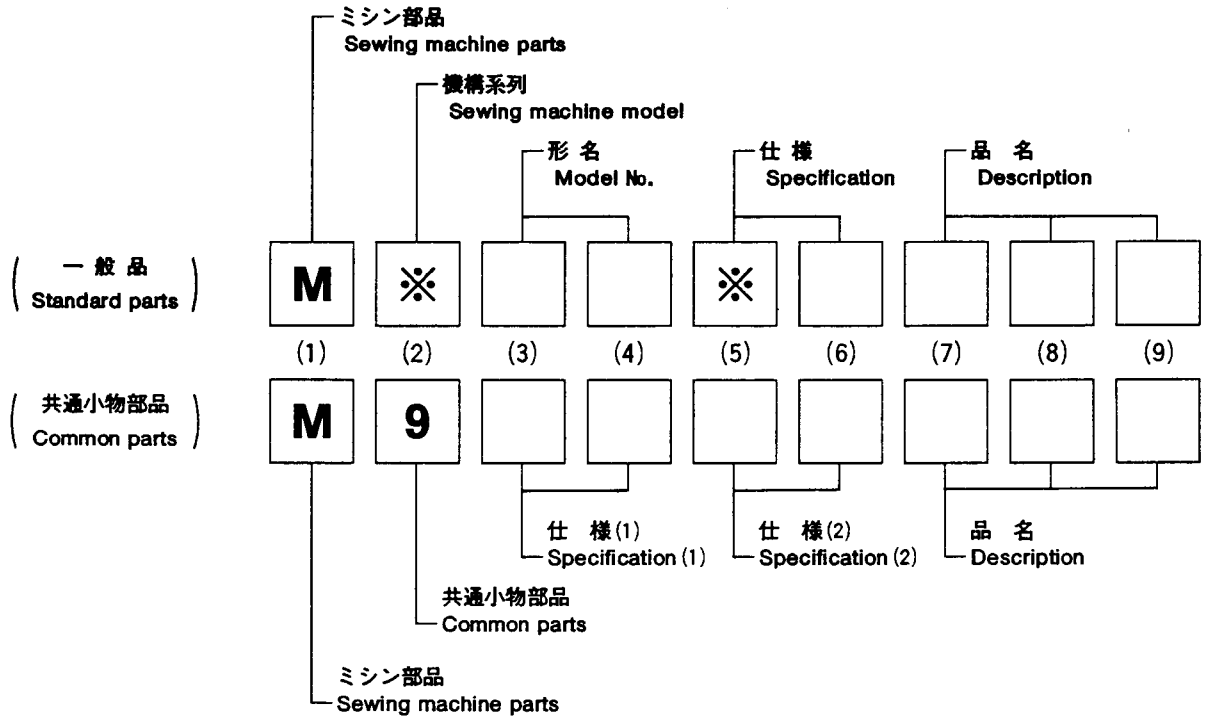 ミシン部品
Sewing machine parts
機構系列
Sewing machine model
形 名
Model No.
仕 様
Specification
品 名
Description
一 般 品
Standard parts
M ※ ※
(1) (2) (3) (4) (5) (6) (7) (8) (9)
共通小物部品
Common parts
M 9
仕 様(1)
Specification(1)
仕 様(2)
Specification(2)
品 名
Description
共通小物部品
Common parts
ミシン部品
Sewing machine parts